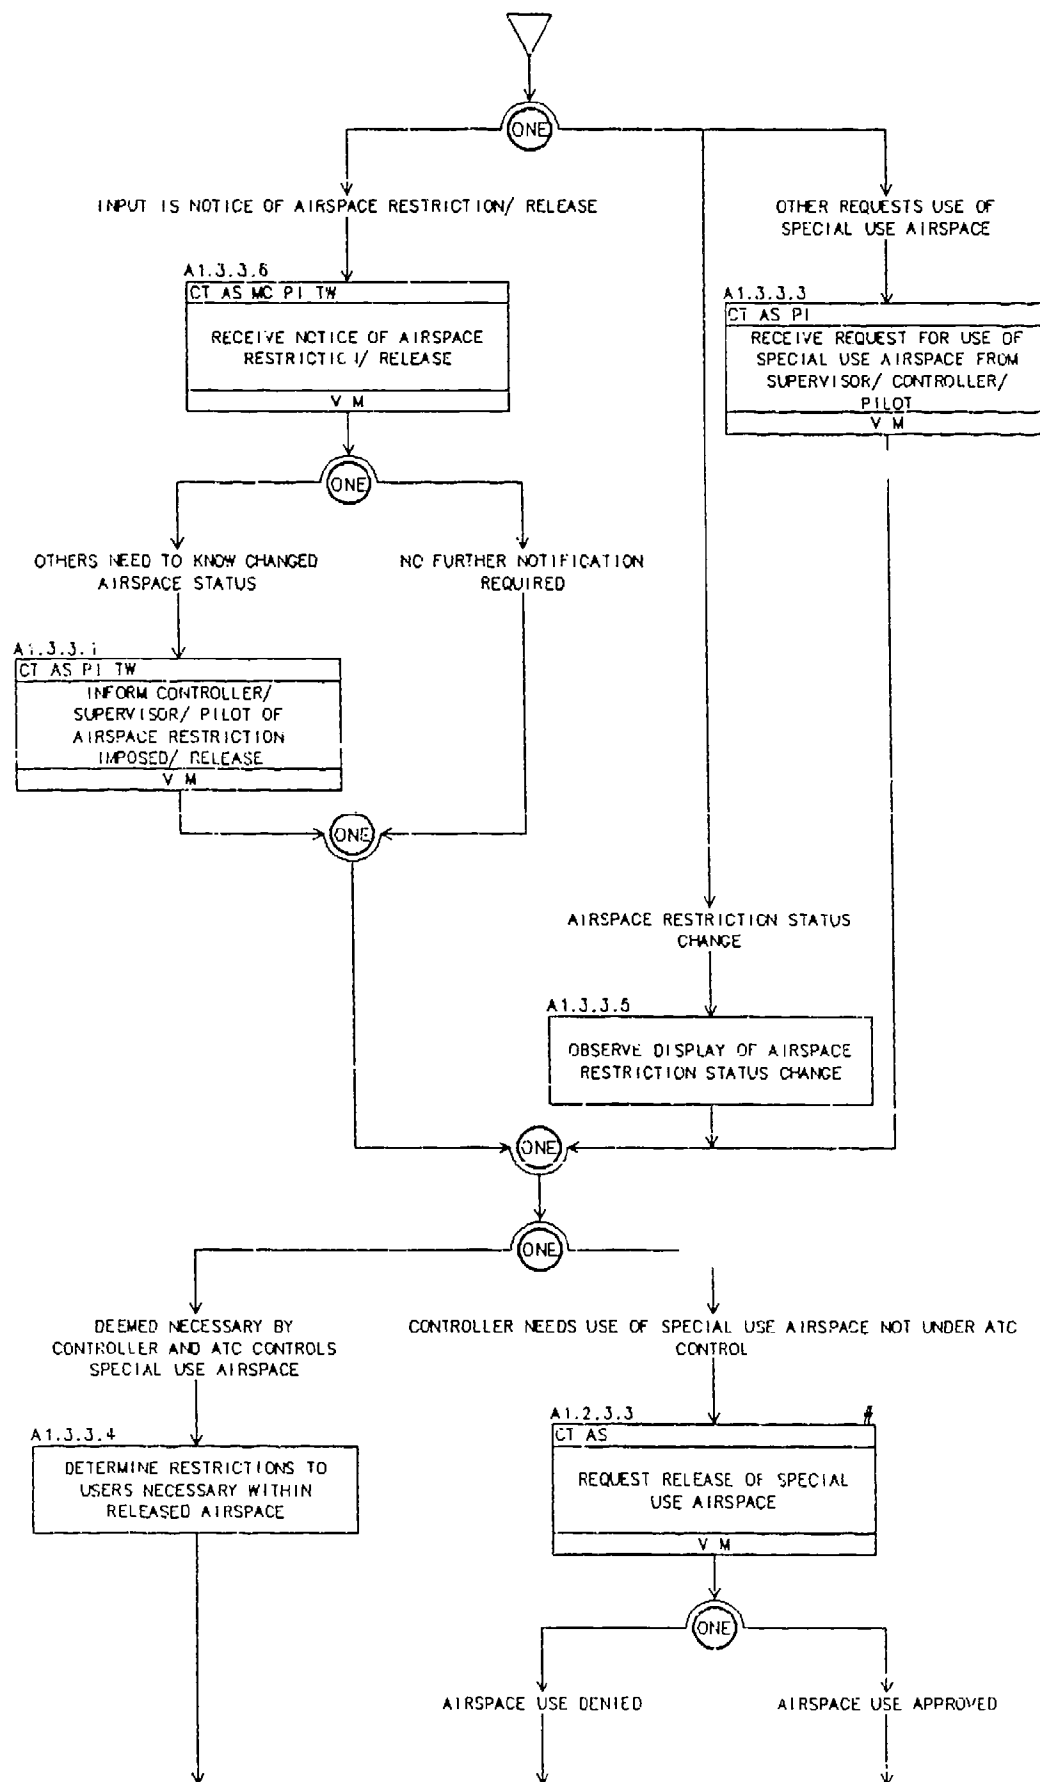 ONE
INPUT IS NOTICE OF AIRSPACE RESTRICTION/ RELEASE
OTHER REQUESTS USE OF
SPECIAL USE AIRSPACE
A1.3.3.6
CT AS MC PI TW
RECEIVE NOTICE OF AIRSPACE
RESTRICTION/ RELEASE
V M
A1.3.3.3
CT AS PI
RECEIVE REQUEST FOR USE OF
SPECIAL USE AIRSPACE FROM
SUPERVISOR/ CONTROLLER/
PILOT
V M
ONE
OTHERS NEED TO KNOW CHANGED
AIRSPACE STATUS
NO FURTHER NOTIFICATION
REQUIRED
A1.3.3.1
CT AS PI TW
INFORM CONTROLLER/
SUPERVISOR/ PILOT OF
AIRSPACE RESTRICTION
IMPOSED/ RELEASE
V M
ONE
AIRSPACE RESTRICTION STATUS
CHANGE
A1.3.3.5
OBSERVE DISPLAY OF AIRSPACE
RESTRICTION STATUS CHANGE
ONE
ONE
DEEMED NECESSARY BY
CONTROLLER AND ATC CONTROLS
SPECIAL USE AIRSPACE
CONTROLLER NEEDS USE OF SPECIAL USE AIRSPACE NOT UNDER ATC
CONTROL
A1.3.3.4
DETERMINE RESTRICTIONS TO
USERS NECESSARY WITHIN
RELEASED AIRSPACE
A1.2.3.3 #
CT AS
REQUEST RELEASE OF SPECIAL
USE AIRSPACE
V M
ONE
AIRSPACE USE DENIED
AIRSPACE USE APPROVED